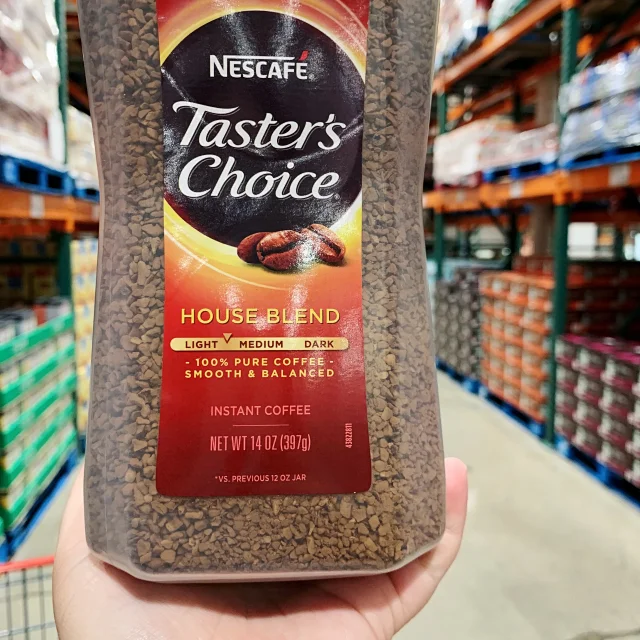 NESCAFÉ®
Taster's
Choice®
HOUSE BLEND
LIGHT MEDIUM DARK
- 100% PURE COFFEE -
SMOOTH & BALANCED
INSTANT COFFEE
NET WT 14 OZ (397g)
43822811
*VS. PREVIOUS 12 OZ JAR